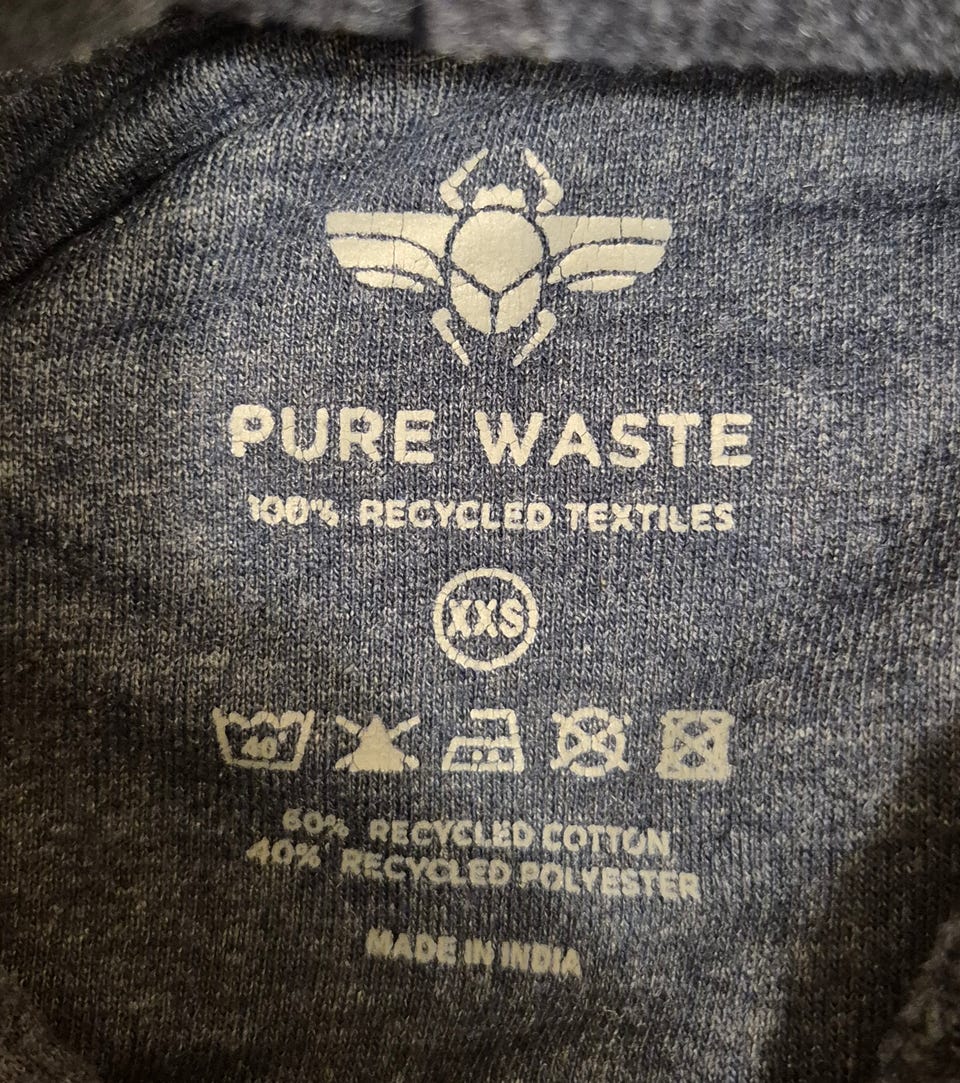 PURE WASTE
100% RECYCLED TEXTILES
XXS
40
60% RECYCLED COTTON
40% RECYCLED POLYESTER
MADE IN INDIA